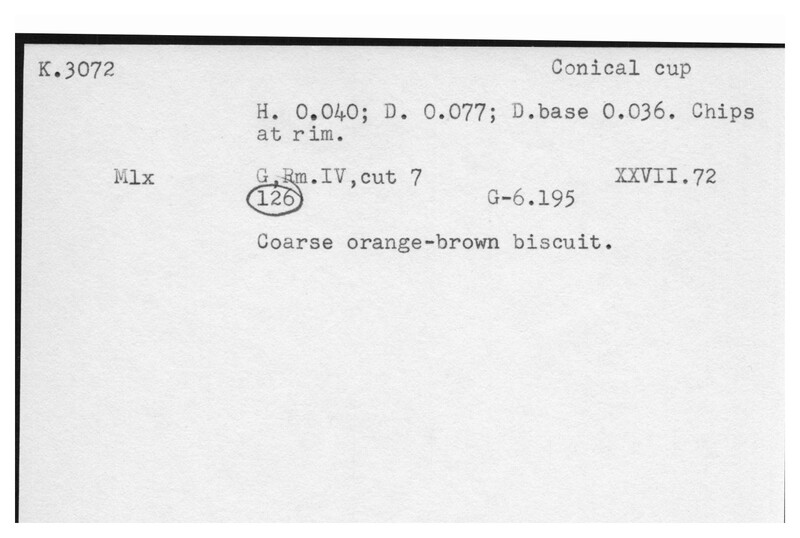 K.3072 Conical cup
H. 0.040; D. 0.077; D.base 0.036. Chips
at rim.
Mlx G,Rm.IV,cut 7 XXVII.72
126 G-6.195
Coarse orange-brown biscuit.